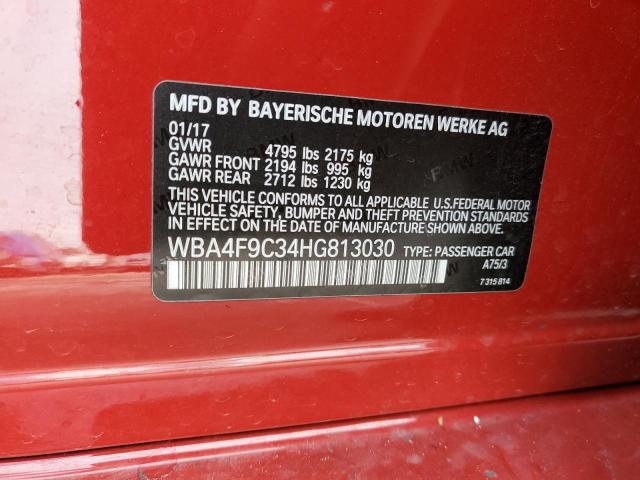 MFD BY BAYERISCHE MOTOREN WERKE AG
01/17
GVWR 4795 lbs 2175 kg
GAWR FRONT 2194 lbs 995 kg
GAWR REAR 2712 lbs 1230 kg
THIS VEHICLE CONFORMS TO ALL APPLICABLE U.S.FEDERAL MOTOR
VEHICLE SAFETY, BUMPER AND THEFT PREVENTION STANDARDS
IN EFFECT ON THE DATE OF MANUFACTURE SHOWN ABOVE.
WBA4F9C34HG813030 TYPE: PASSENGER CAR
A75/3
7 315 814